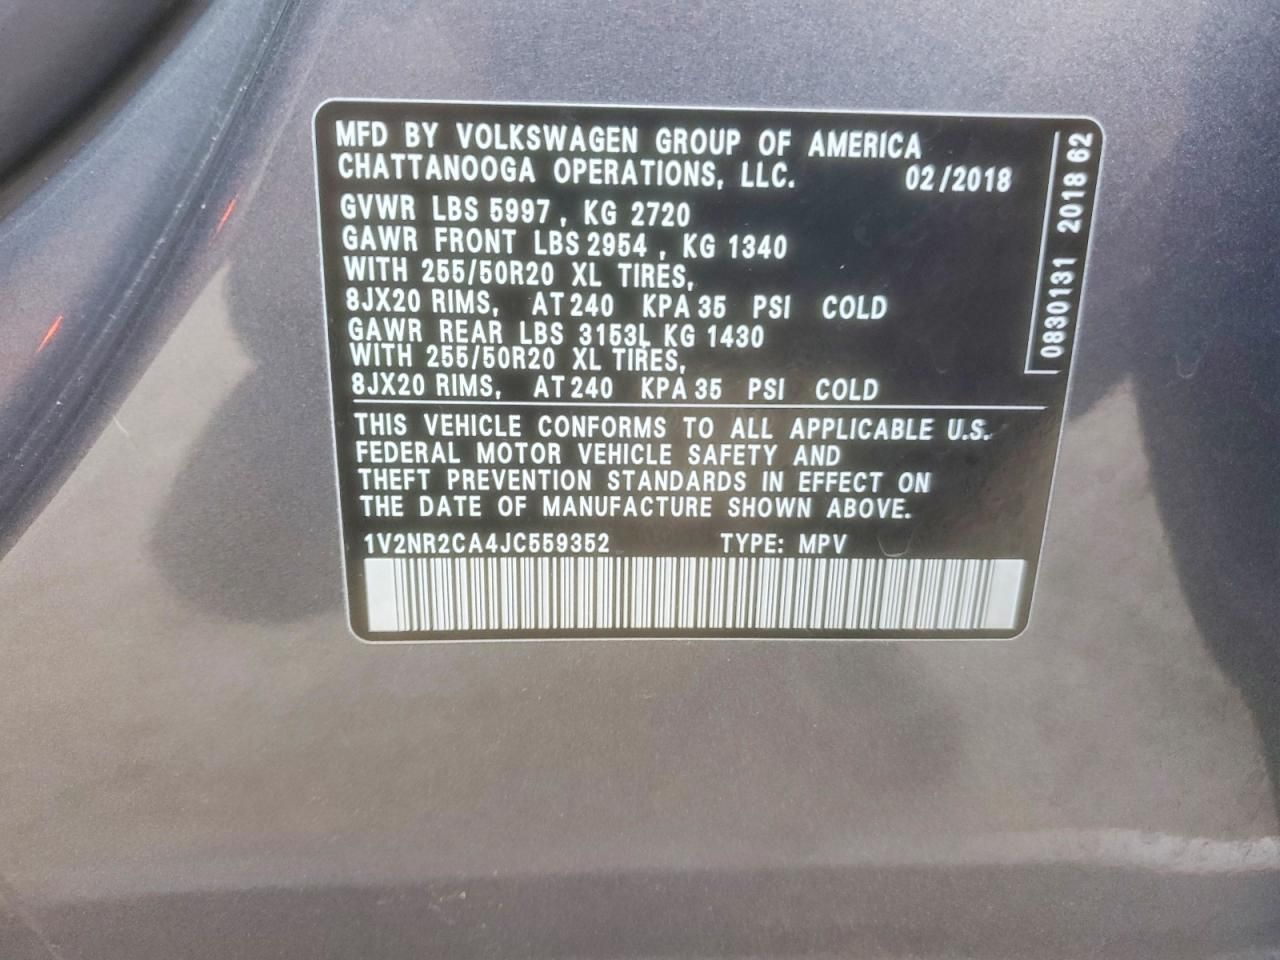 MFD BY VOLKSWAGEN GROUP OF AMERICA
CHATTANOOGA OPERATIONS, LLC. 02/2018
GVWR LBS 5997, KG 2720
GAWR FRONT LBS 2954, KG 1340
WITH 255/50R20 XL TIRES,
8JX20 RIMS, AT 240 KPA 35 PSI COLD
GAWR REAR LBS 3153L KG 1430
WITH 255/50R20 XL TIRES,
8JX20 RIMS, AT 240 KPA 35 PSI COLD
THIS VEHICLE CONFORMS TO ALL APPLICABLE U.S.
FEDERAL MOTOR VEHICLE SAFETY AND
THEFT PREVENTION STANDARDS IN EFFECT ON
THE DATE OF MANUFACTURE SHOWN ABOVE.
1V2NR2CA4JC559352 TYPE: MPV
0830131 2018 62